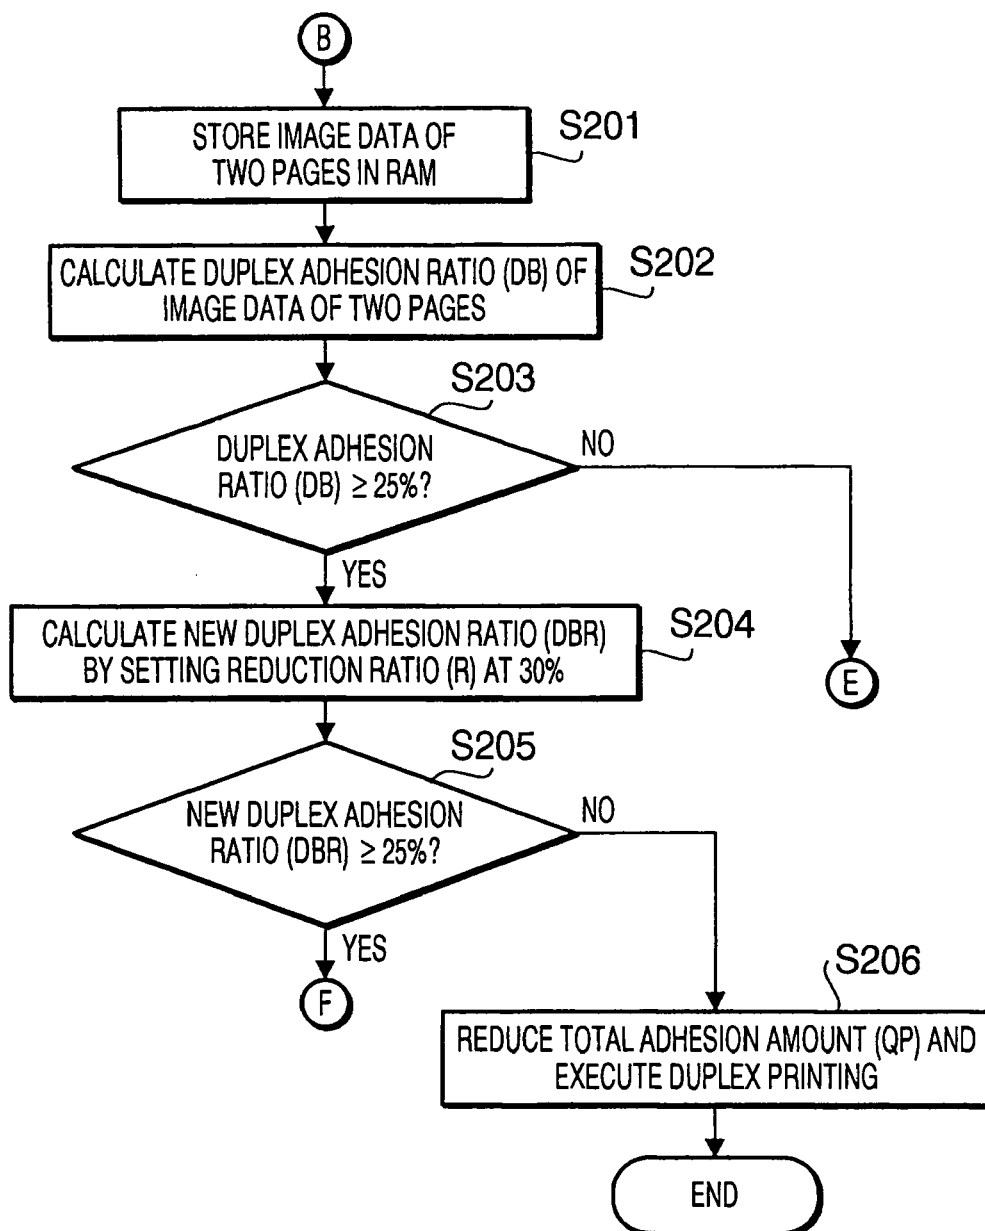 B
STORE IMAGE DATA OF
TWO PAGES IN RAM
S201
CALCULATE DUPLEX ADHESION RATIO (DB) OF
IMAGE DATA OF TWO PAGES
S202
S203
DUPLEX ADHESION
RATIO (DB) ≥ 25%?
NO
YES
CALCULATE NEW DUPLEX ADHESION RATIO (DBR)
BY SETTING REDUCTION RATIO (R) AT 30%
S204
E
S205
NEW DUPLEX ADHESION
RATIO (DBR) ≥ 25%?
NO
YES
F
S206
REDUCE TOTAL ADHESION AMOUNT (QP) AND
EXECUTE DUPLEX PRINTING
END